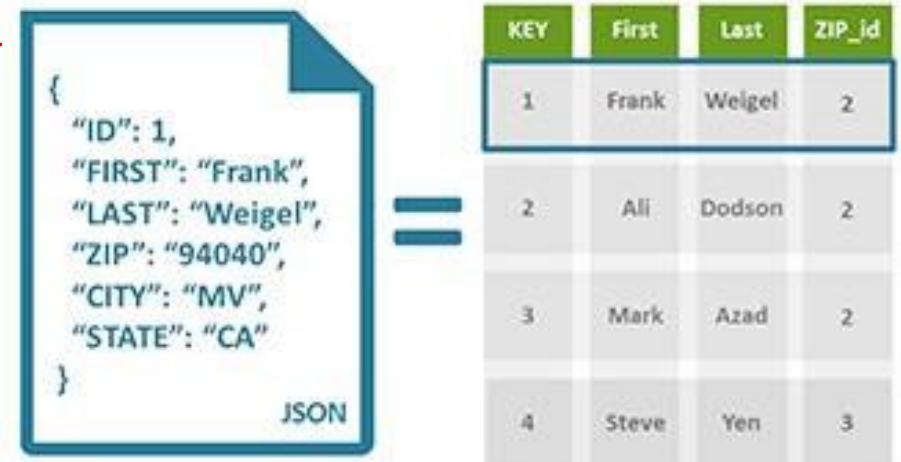 {
“ID”: 1,
“FIRST”: “Frank”,
“LAST”: “Weigel”,
“ZIP”: “94040”,
“CITY”: “MV”,
“STATE”: “CA”
}
JSON
KEY First Last ZIP_id
1 Frank Weigel 2
2 Ali Dodson 2
3 Mark Azad 2
4 Steve Yen 3